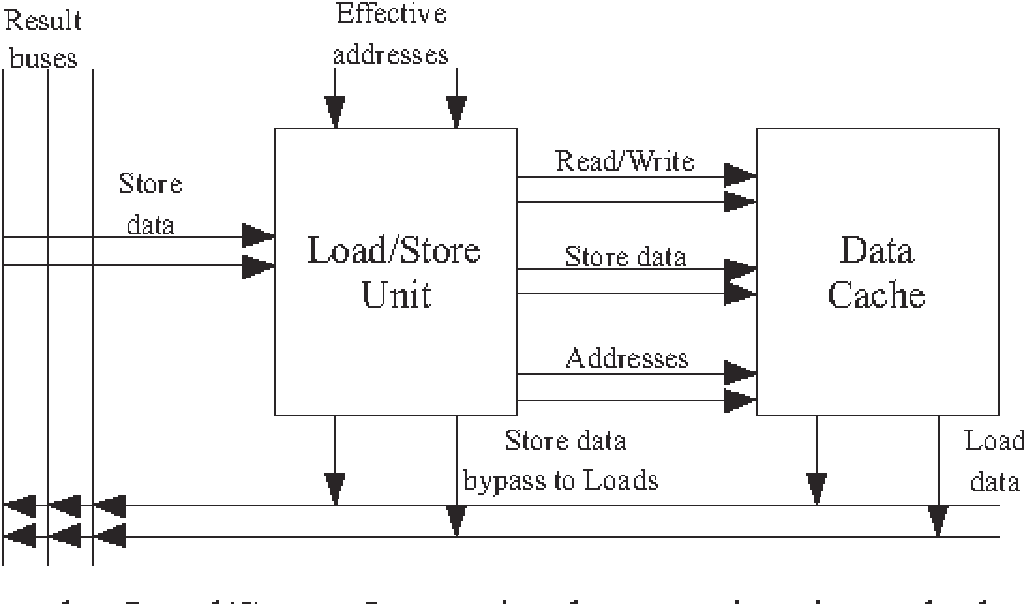 Result
buses
Effective
addresses
Store
data
Load/Store
Unit
Read/Write
Store data
Addresses
Data
Cache
Store data
bypass to Loads
Load
data